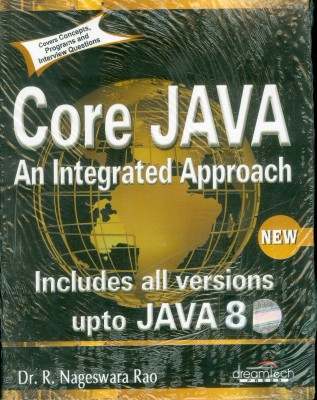 Covers Concepts,
Programs and
Interview Questions
Core JAVA
An Integrated Approach
NEW
Includes all versions
upto JAVA 8
Dr. R. Nageswara Rao
dreamtech
PRESS